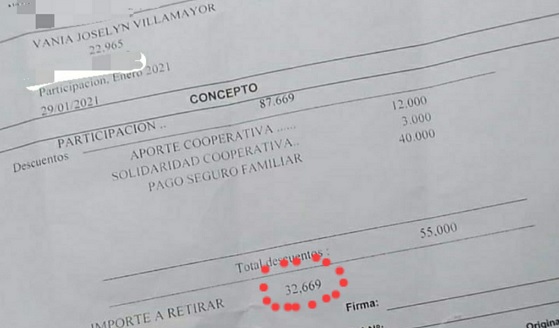 VANIA JOSELYN VILLAMAYOR
22.965
Participacion, Enero 2021
29/01/2021
CONCEPTO
PARTICIPACION .. 87.669
Descuentos
APORTE COOPERATIVA ...... 12.000
SOLIDARIDAD COOPERATIVA.. 3.000
PAGO SEGURO FAMILIAR 40.000
Total descuentos : 55,000
IMPORTE A RETIRAR 32,669
Firma:
Origina